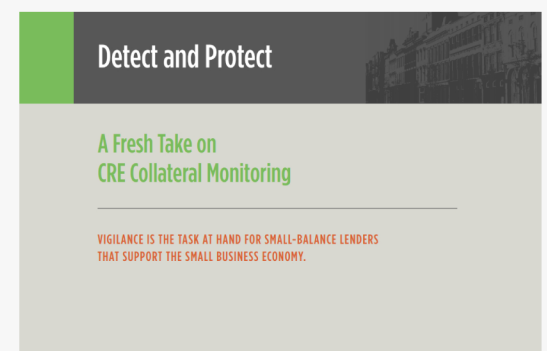 Detect and Protect
A Fresh Take on
CRE Collateral Monitoring
VIGILANCE IS THE TASK AT HAND FOR SMALL-BALANCE LENDERS
THAT SUPPORT THE SMALL BUSINESS ECONOMY.